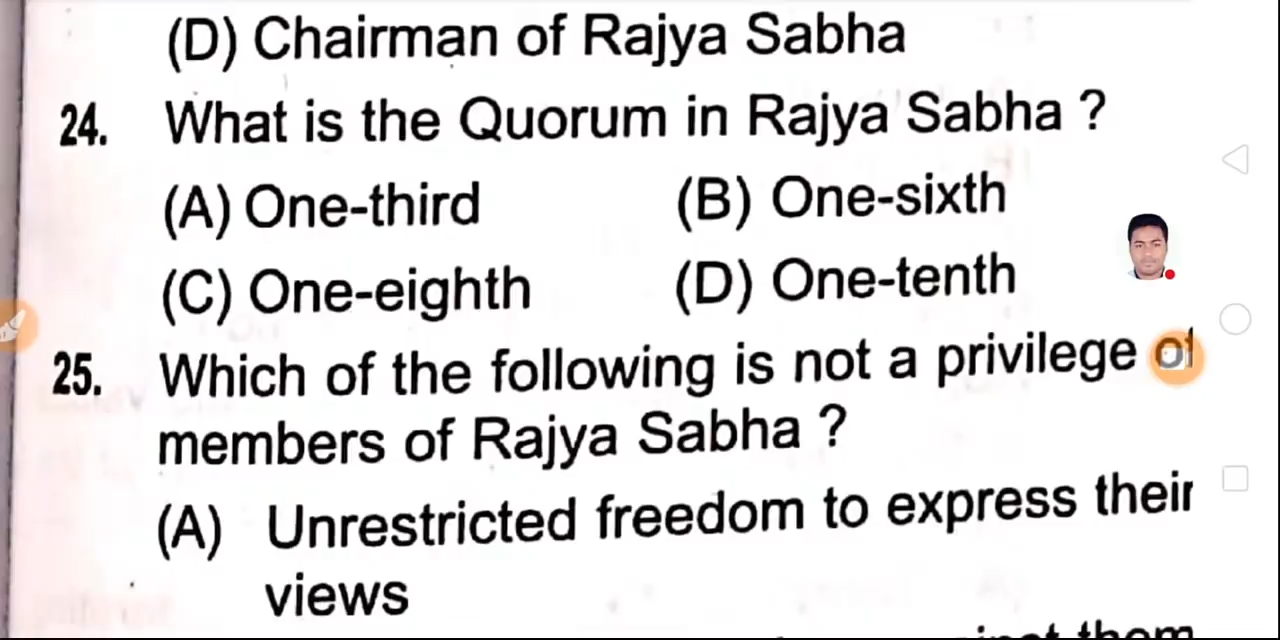 (D) Chairman of Rajya Sabha
24. What is the Quorum in Rajya Sabha ?
(A) One-third (B) One-sixth
(C) One-eighth (D) One-tenth
25. Which of the following is not a privilege of
members of Rajya Sabha ?
(A) Unrestricted freedom to express their
views
them